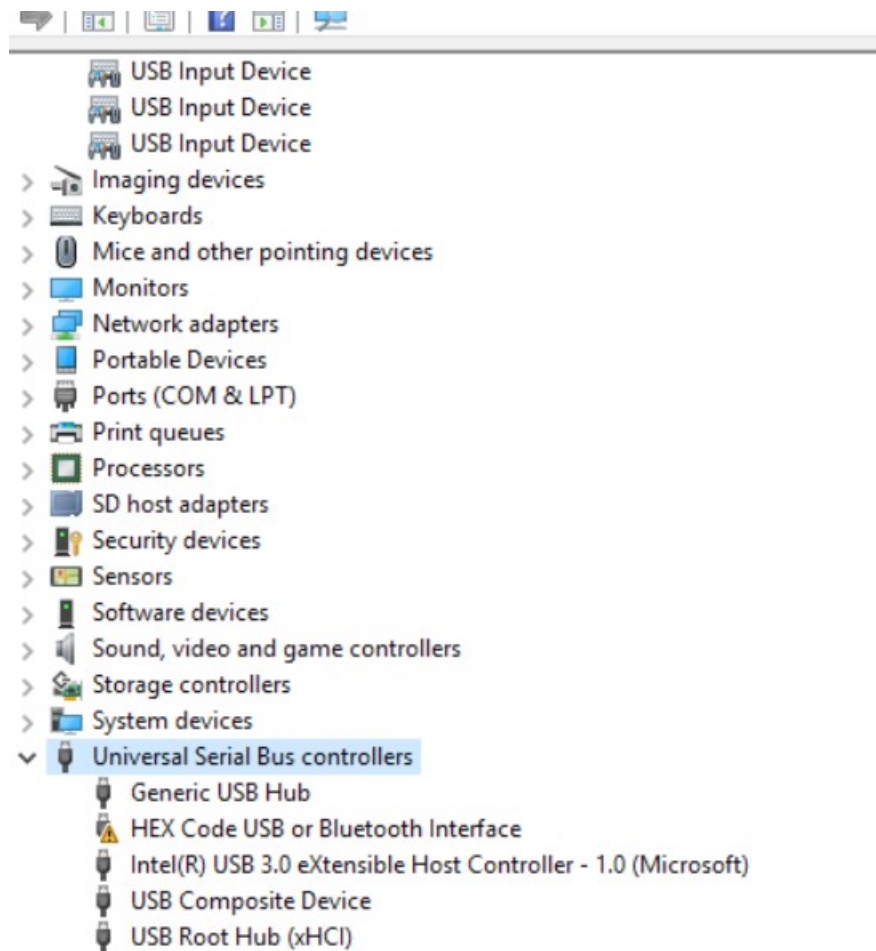 USB Input Device
USB Input Device
USB Input Device
Imaging devices
Keyboards
Mice and other pointing devices
Monitors
Network adapters
Portable Devices
Ports (COM & LPT)
Print queues
Processors
SD host adapters
Security devices
Sensors
Software devices
Sound, video and game controllers
Storage controllers
System devices
Universal Serial Bus controllers
Generic USB Hub
HEX Code USB or Bluetooth Interface
Intel(R) USB 3.0 eXtensible Host Controller - 1.0 (Microsoft)
USB Composite Device
USB Root Hub (xHCI)